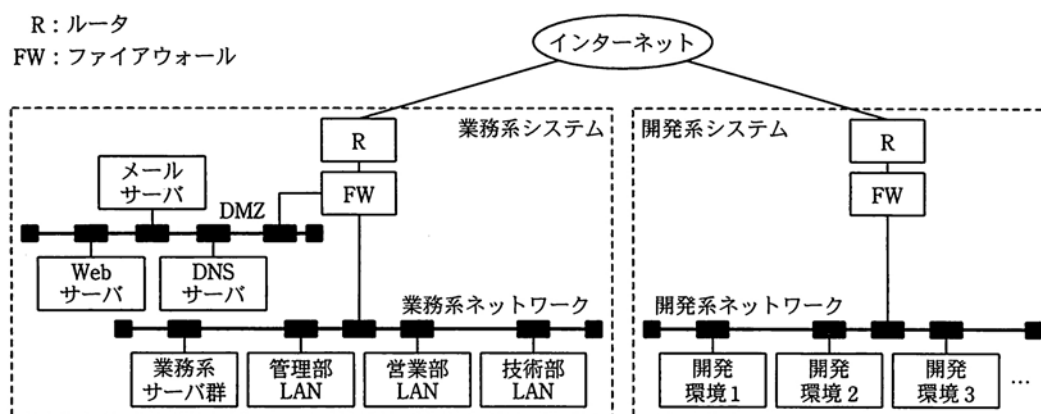 R：ルータ
FW：ファイアウォール
インターネット
業務系システム
開発系システム
R
R
メール
サーバ
FW
FW
DMZ
Web
サーバ
DNS
サーバ
業務系ネットワーク
開発系ネットワーク
業務系
サーバ群
管理部
LAN
営業部
LAN
技術部
LAN
開発
環境1
開発
環境2
開発
環境3
…